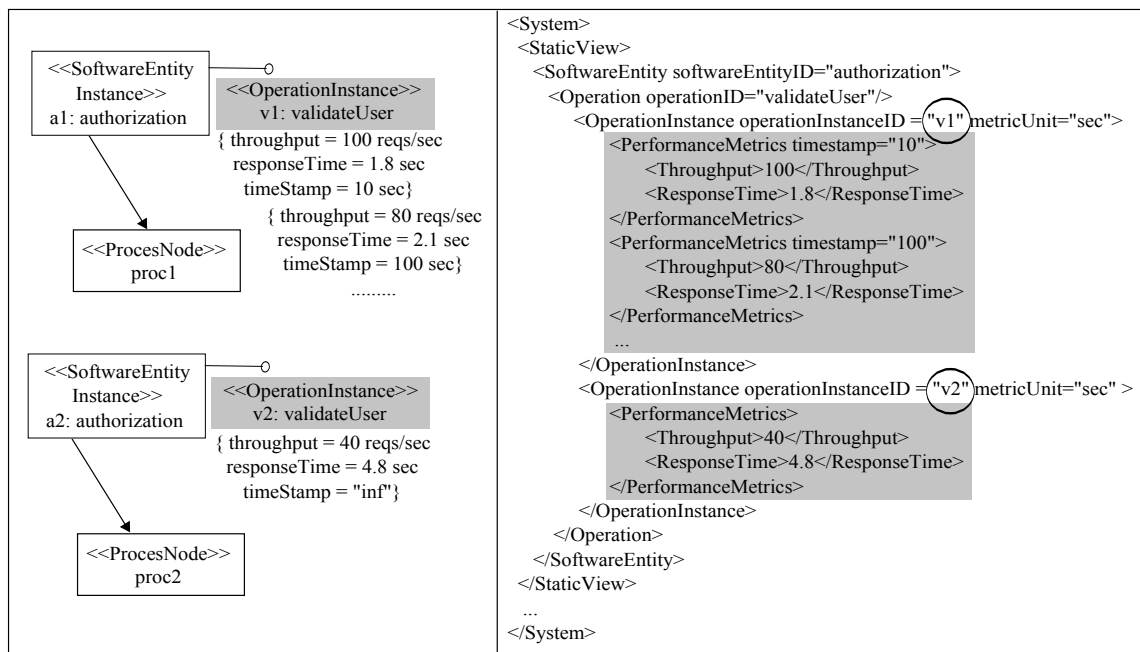 <<SoftwareEntity
Instance>>
a1: authorization
<<OperationInstance>>
v1: validateUser
{ throughput = 100 reqs/sec
responseTime = 1.8 sec
timeStamp = 10 sec}
{ throughput = 80 reqs/sec
responseTime = 2.1 sec
timeStamp = 100 sec}
.........
<<ProcesNode>>
proc1
<<SoftwareEntity
Instance>>
a2: authorization
<<OperationInstance>>
v2: validateUser
{ throughput = 40 reqs/sec
responseTime = 4.8 sec
timeStamp = "inf"}
<<ProcesNode>>
proc2
<System>
<StaticView>
<SoftwareEntity softwareEntityID="authorization">
<Operation operationID="validateUser"/>
<OperationInstance operationInstanceID = "v1" metricUnit="sec">
<PerformanceMetrics timestamp="10">
<Throughput>100</Throughput>
<ResponseTime>1.8</ResponseTime>
</PerformanceMetrics>
<PerformanceMetrics timestamp="100">
<Throughput>80</Throughput>
<ResponseTime>2.1</ResponseTime>
</PerformanceMetrics>
...
</OperationInstance>
<OperationInstance operationInstanceID = "v2" metricUnit="sec" >
<PerformanceMetrics>
<Throughput>40</Throughput>
<ResponseTime>4.8</ResponseTime>
</PerformanceMetrics>
</OperationInstance>
</Operation>
</SoftwareEntity>
</StaticView>
...
</System>